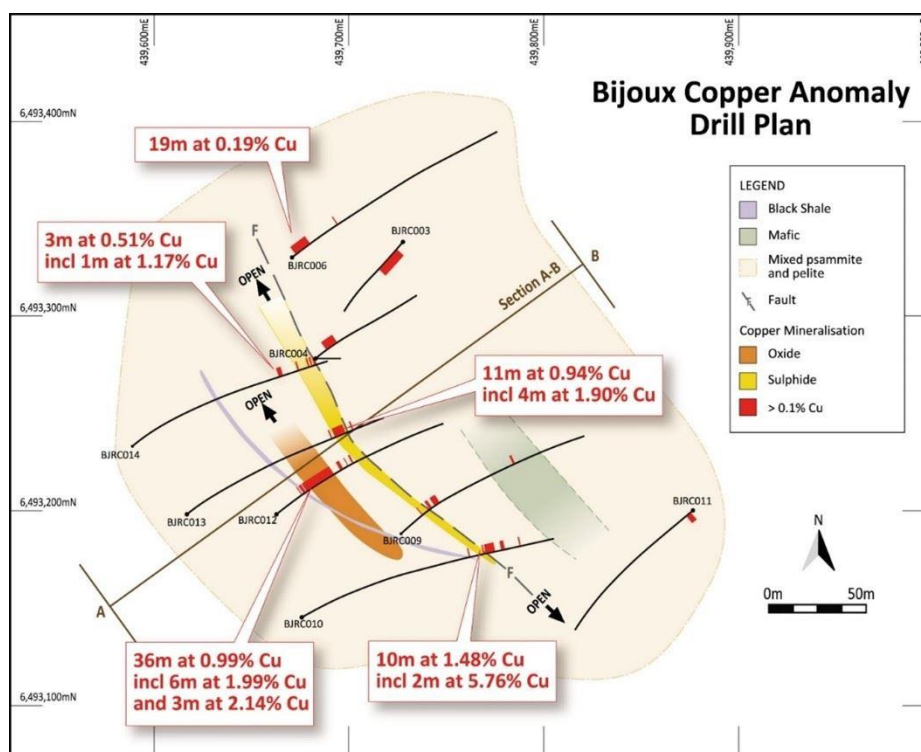 439,600mE
439,700mE
439,800mE
439,900mE
Bijoux Copper Anomaly
Drill Plan
6,493,400mN
6,493,300mN
6,493,200mN
6,493,100mN
19m at 0.19% Cu
3m at 0.51% Cu
incl 1m at 1.17% Cu
F
OPEN
BJRC006
BJRC003
BJRC004
Section A-B
B
LEGEND
Black Shale
Mafic
Mixed psammite
and pelite
F
Fault
Copper Mineralisation
Oxide
Sulphide
> 0.1% Cu
11m at 0.94% Cu
incl 4m at 1.90% Cu
OPEN
BJRC014
BJRC013
BJRC012
BJRC009
BJRC011
A
BJRC010
F
OPEN
N
0m
50m
36m at 0.99% Cu
incl 6m at 1.99% Cu
and 3m at 2.14% Cu
10m at 1.48% Cu
incl 2m at 5.76% Cu